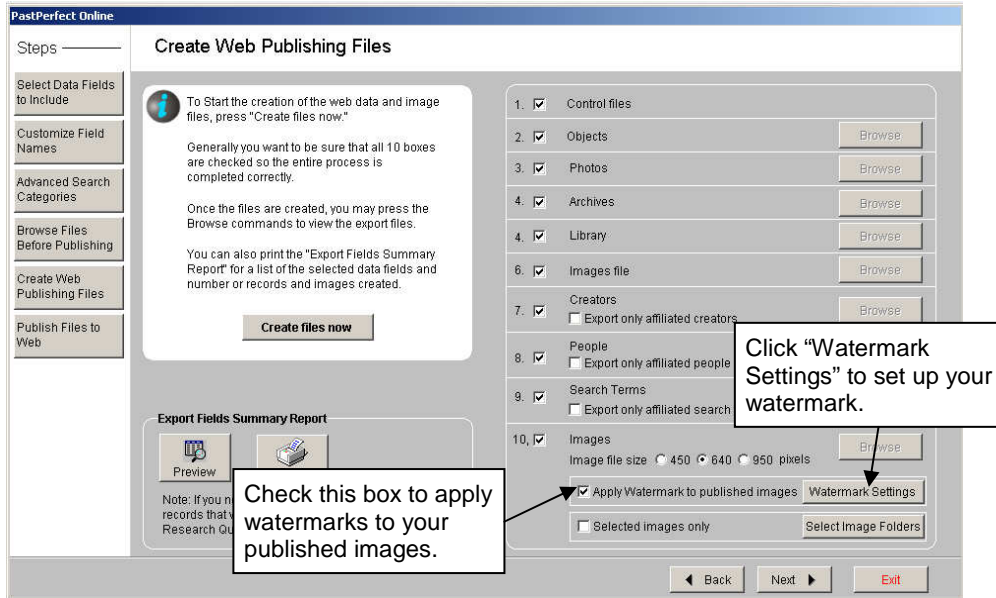 PastPerfect Online
Steps
Create Web Publishing Files
Select Data Fields
to Include
Customize Field
Names
Advanced Search
Categories
Browse Files
Before Publishing
Create Web
Publishing Files
Publish Files to
Web
To Start the creation of the web data and image
files, press "Create files now."
Generally you want to be sure that all 10 boxes
are checked so the entire process is
completed correctly.
Once the files are created, you may press the
Browse commands to view the export files.
You can also print the "Export Fields Summary
Report" for a list of the selected data fields and
number or records and images created.
Create files now
Export Fields Summary Report
Preview
Note: If you n
records that
Research Qu
Check this box to apply
watermarks to your
published images.
1. Control files
2. Objects Browse
3. Photos Browse
4. Archives Browse
4. Library Browse
6. Images file Browse
7. Creators Browse
Export only affiliated creators
8. People
Export only affiliated people
9. Search Terms
Export only affiliated search
Click “Watermark
Settings” to set up your
watermark.
10, Images Browse
Image file size 450 640 950 pixels
Apply Watermark to published images Watermark Settings
Selected images only Select Image Folders
Back Next Exit